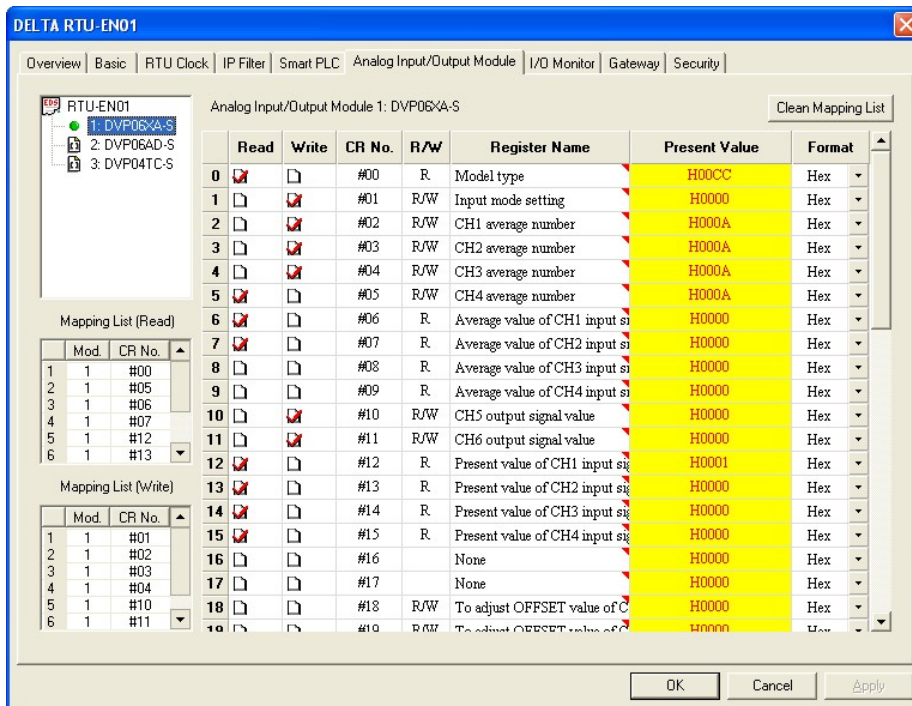 DELTA RTU-EN01
Overview Basic RTU Clock IP Filter Smart PLC Analog Input/Output Module I/O Monitor Gateway Security
EDS RTU-EN01
1: DVP06XA-S
2: DVP06AD-S
3: DVP04TC-S
Analog Input/Output Module 1: DVP06XA-S
Clean Mapping List
Read Write CR No. R/W Register Name Present Value Format
0 #00 R Model type H00CC Hex
1 #01 R/W Input mode setting H0000 Hex
2 #02 R/W CH1 average number H000A Hex
3 #03 R/W CH2 average number H000A Hex
4 #04 R/W CH3 average number H000A Hex
5 #05 R/W CH4 average number H000A Hex
6 #06 R Average value of CH1 input H0000 Hex
7 #07 R Average value of CH2 input H0000 Hex
8 #08 R Average value of CH3 input H0000 Hex
9 #09 R Average value of CH4 input H0000 Hex
10 #10 R/W CH5 output signal value H0000 Hex
11 #11 R/W CH6 output signal value H0000 Hex
12 #12 R Present value of CH1 input H0001 Hex
13 #13 R Present value of CH2 input H0000 Hex
14 #14 R Present value of CH3 input H0000 Hex
15 #15 R Present value of CH4 input H0000 Hex
16 #16 None H0000 Hex
17 #17 None H0000 Hex
18 #18 R/W To adjust OFFSET value of C H0000 Hex
19 #19 R/W To adjust OFFSET value of C H0000 Hex
Mapping List (Read)
Mod. CR No.
1 1 #00
2 1 #05
3 1 #06
4 1 #07
5 1 #12
6 1 #13
Mapping List (Write)
Mod. CR No.
1 1 #01
2 1 #02
3 1 #03
4 1 #04
5 1 #10
6 1 #11
OK Cancel Apply